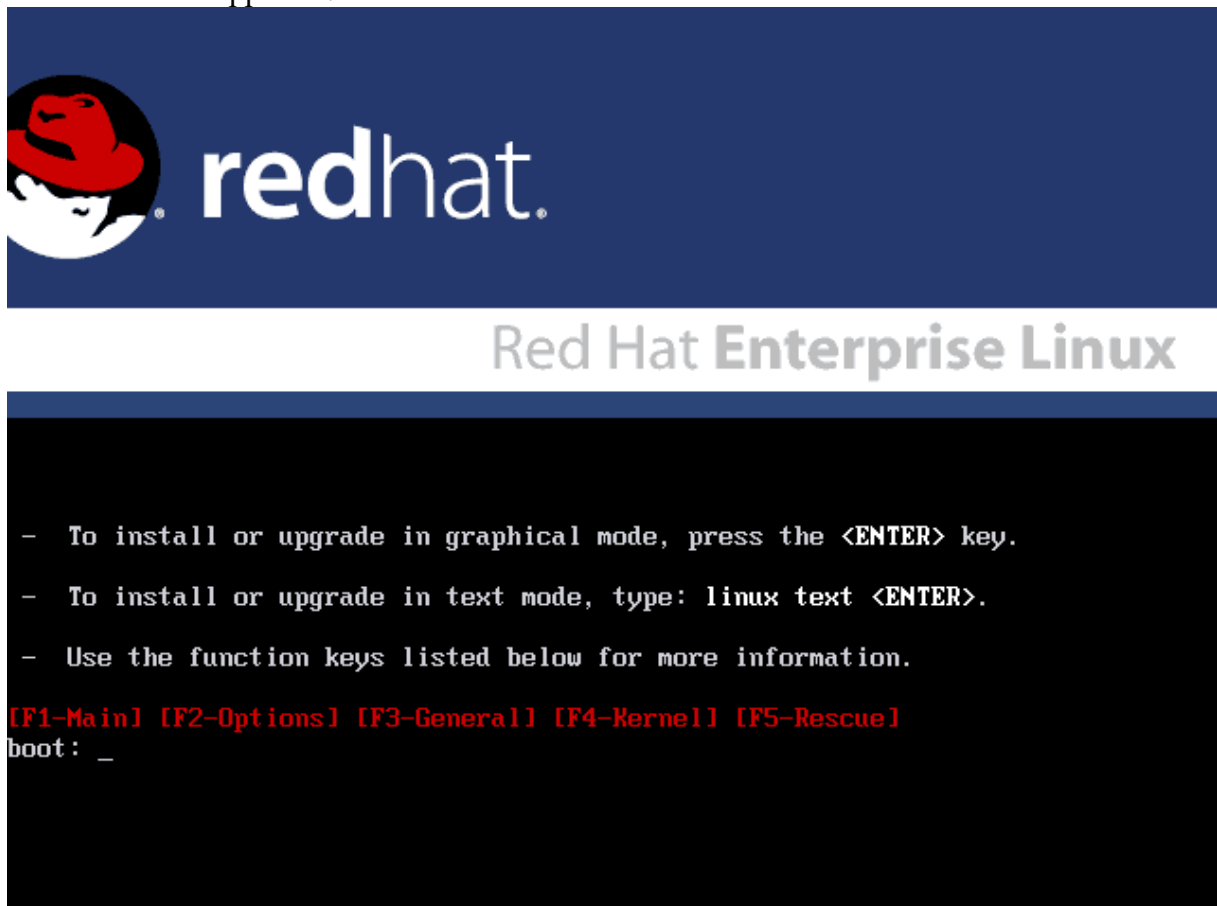 redhat.
Red Hat Enterprise Linux
- To install or upgrade in graphical mode, press the <ENTER> key.
- To install or upgrade in text mode, type: linux text <ENTER>.
- Use the function keys listed below for more information.
[F1-Main] [F2-Options] [F3-General] [F4-Kernel] [F5-Rescue]
boot: _